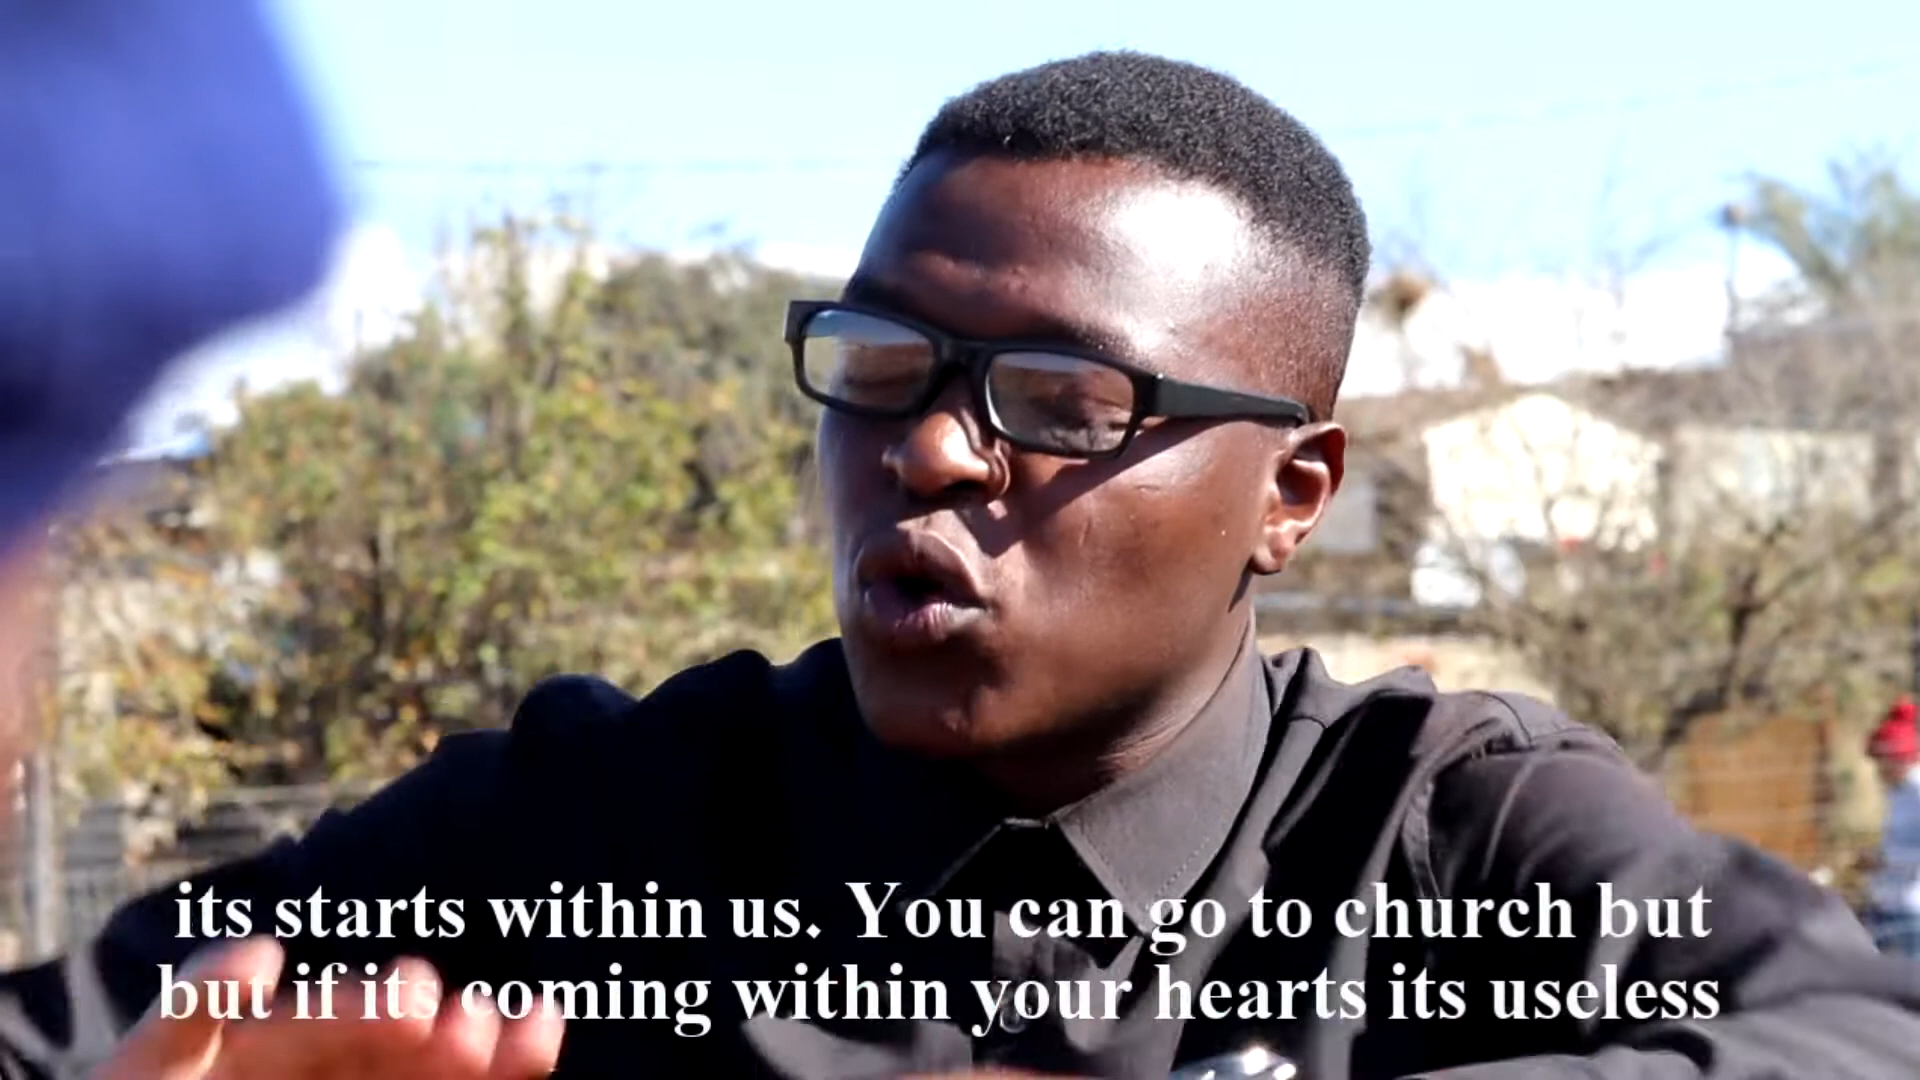 its starts within us. You can go to church but
but if its coming within your hearts its useless